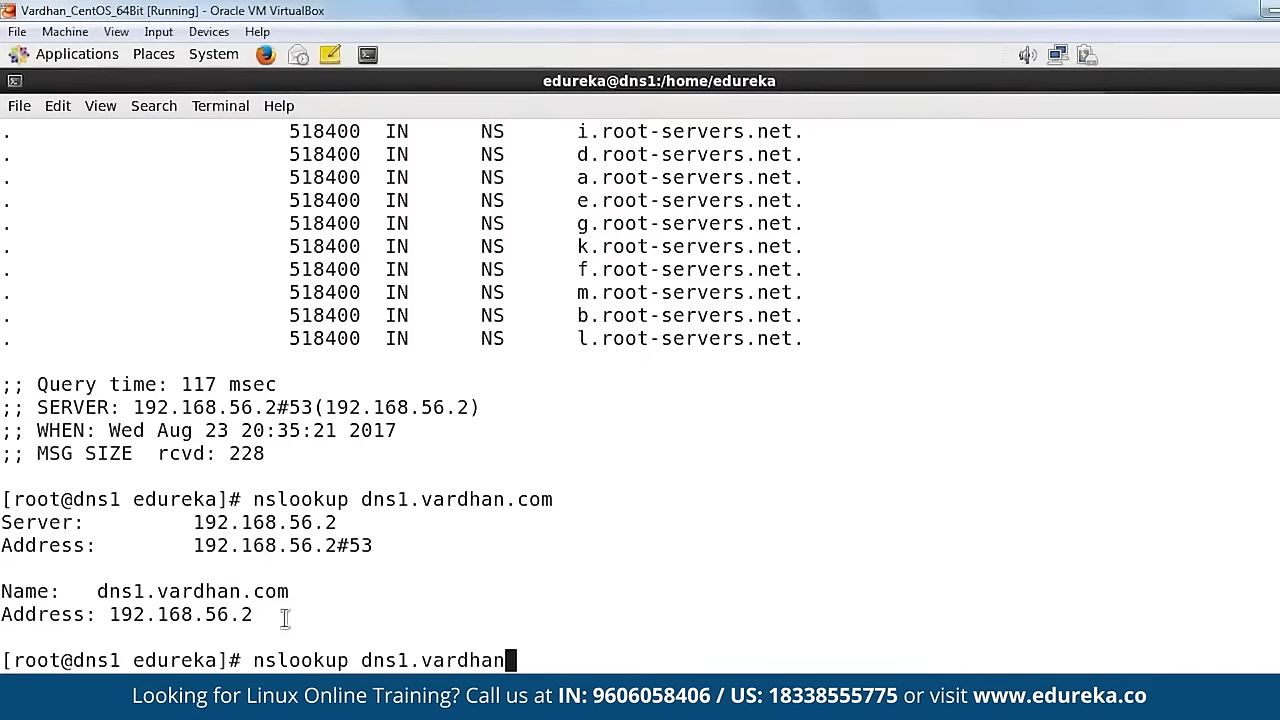 Vardhan_CentOS_64Bit [Running] - Oracle VM VirtualBox
File Machine View Input Devices Help
Applications Places System
edureka@dns1:/home/edureka
File Edit View Search Terminal Help
. 518400 IN NS i.root-servers.net.
. 518400 IN NS d.root-servers.net.
. 518400 IN NS a.root-servers.net.
. 518400 IN NS e.root-servers.net.
. 518400 IN NS g.root-servers.net.
. 518400 IN NS k.root-servers.net.
. 518400 IN NS f.root-servers.net.
. 518400 IN NS m.root-servers.net.
. 518400 IN NS b.root-servers.net.
. 518400 IN NS l.root-servers.net.
;; Query time: 117 msec
;; SERVER: 192.168.56.2#53(192.168.56.2)
;; WHEN: Wed Aug 23 20:35:21 2017
;; MSG SIZE rcvd: 228
[root@dns1 edureka]# nslookup dns1.vardhan.com
Server: 192.168.56.2
Address: 192.168.56.2#53
Name: dns1.vardhan.com
Address: 192.168.56.2
[root@dns1 edureka]# nslookup dns1.vardhan
Looking for Linux Online Training? Call us at IN: 9606058406 / US: 18338555775 or visit www.edureka.co